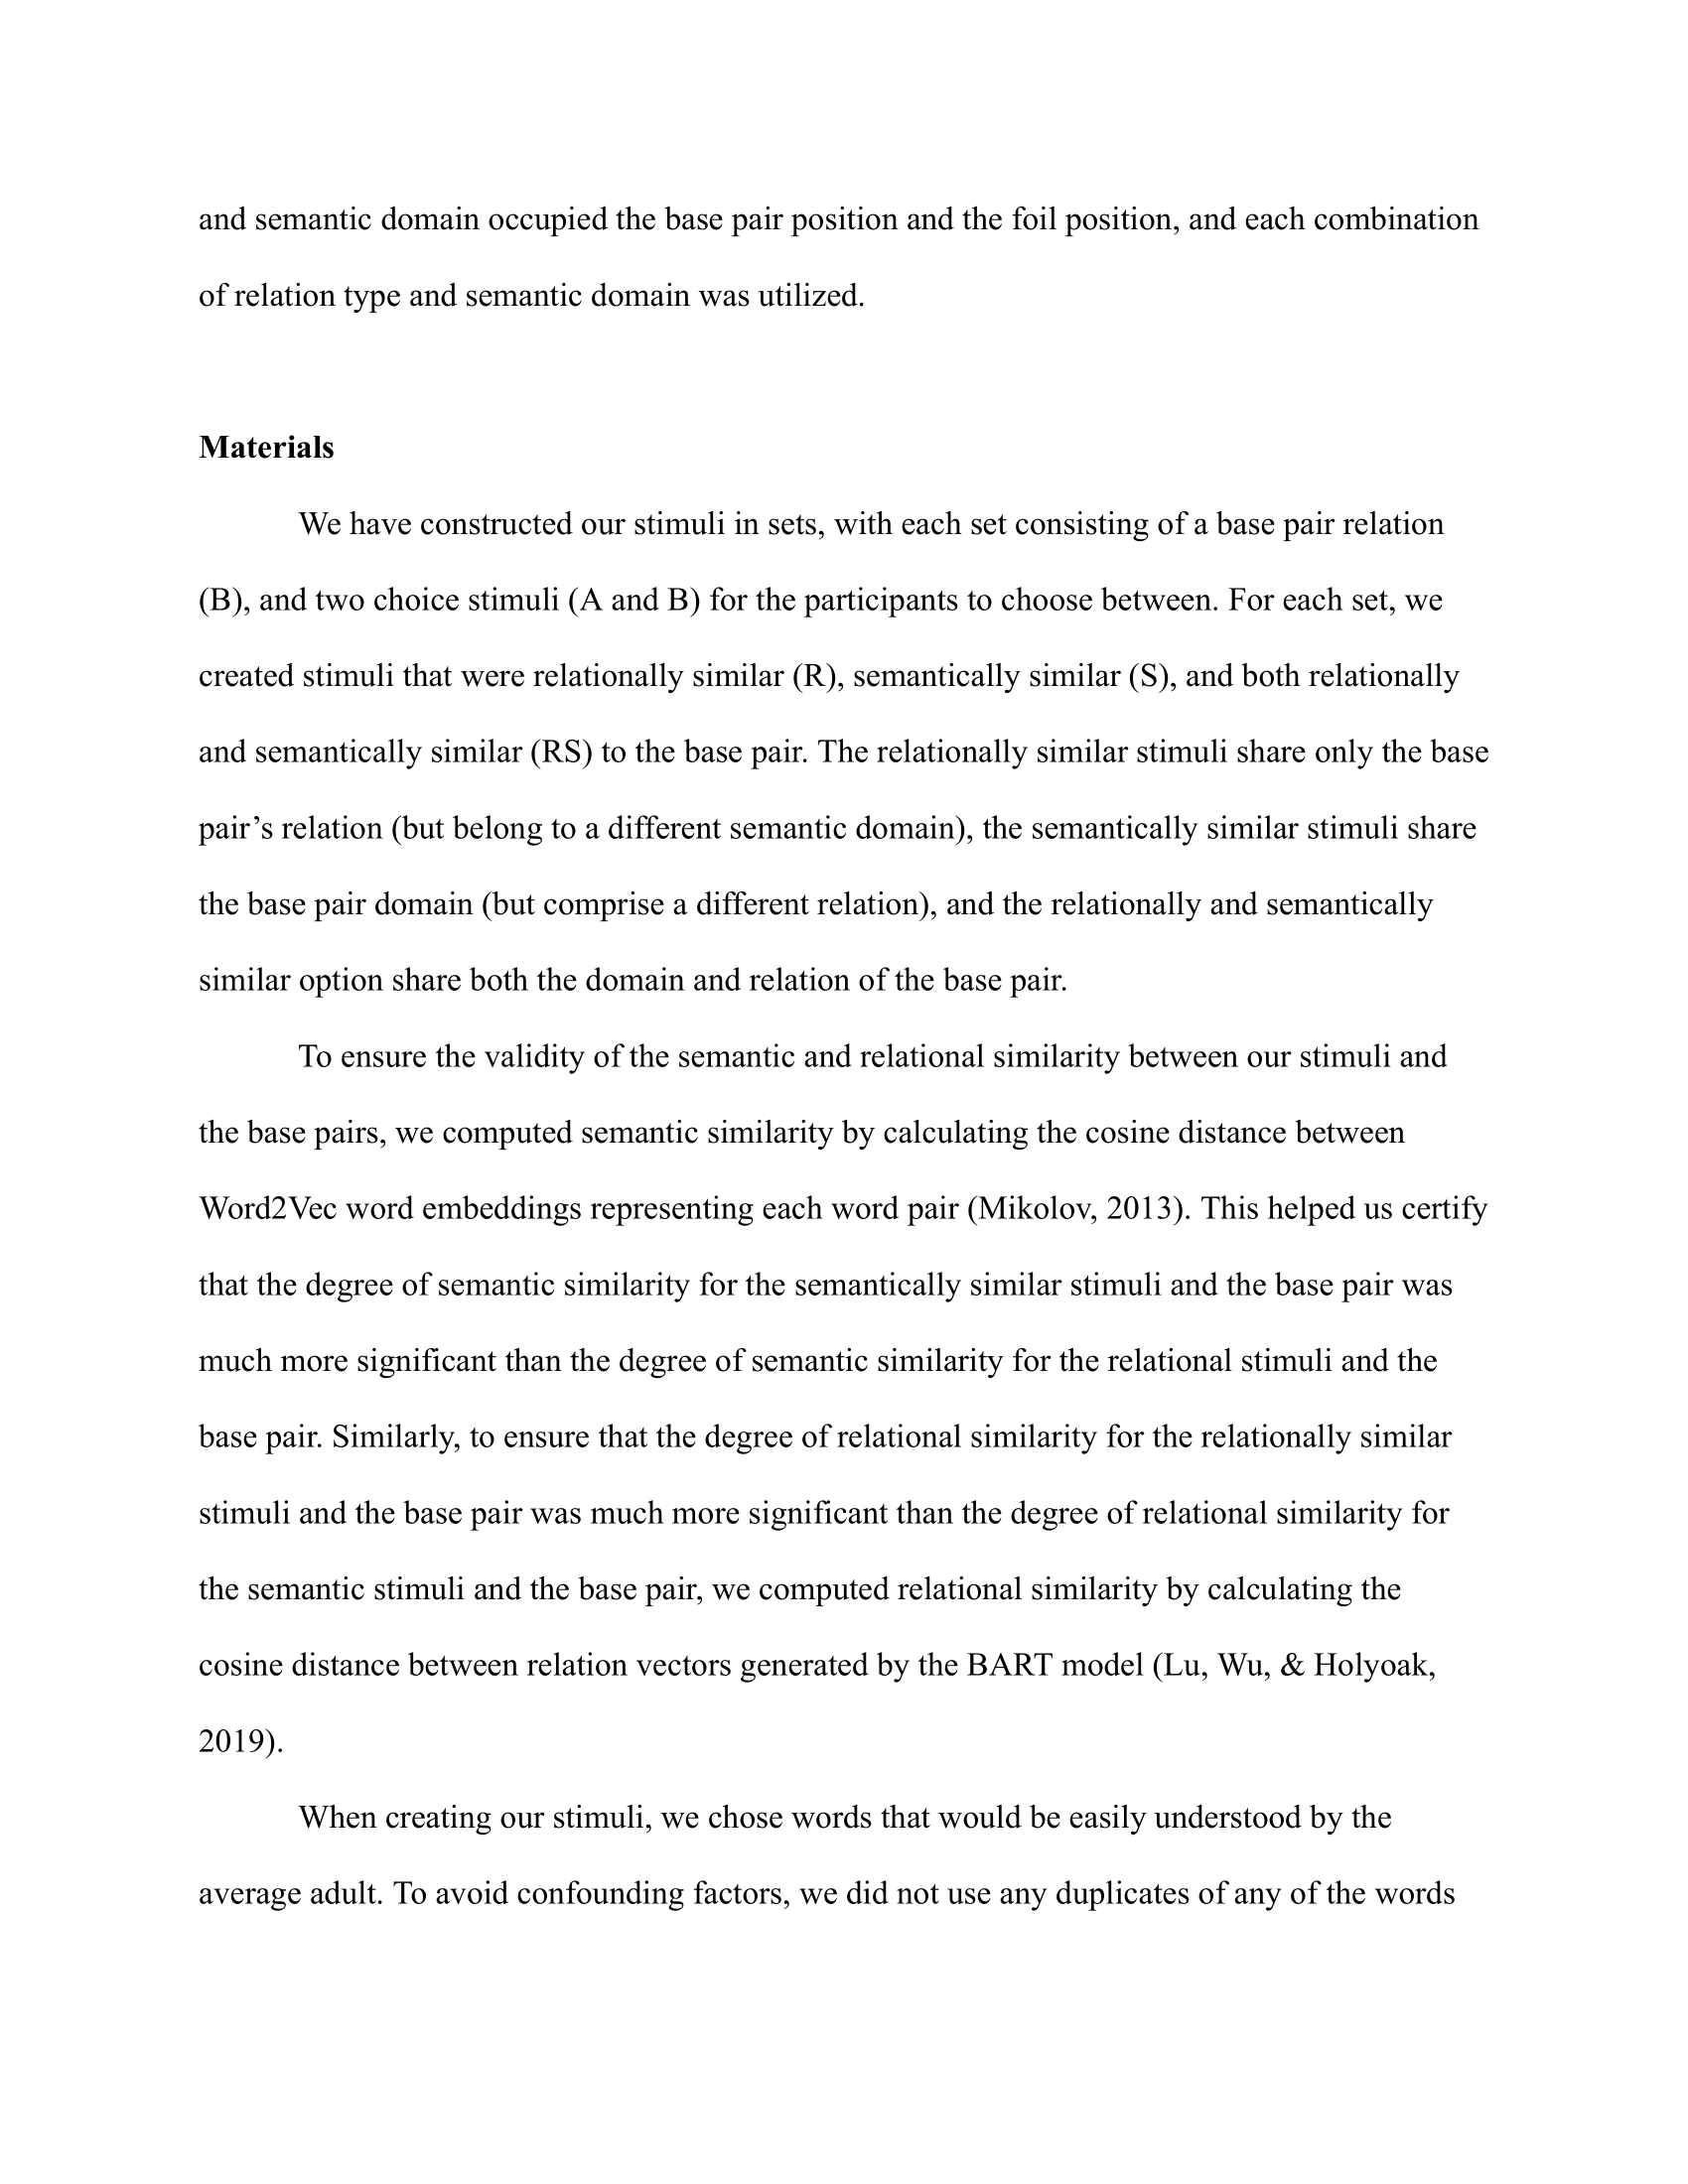 and semantic domain occupied the base pair position and the foil position, and each combination
of relation type and semantic domain was utilized.
Materials
We have constructed our stimuli in sets, with each set consisting of a base pair relation
(B), and two choice stimuli (A and B) for the participants to choose between. For each set, we
created stimuli that were relationally similar (R), semantically similar (S), and both relationally
and semantically similar (RS) to the base pair. The relationally similar stimuli share only the base
pair’s relation (but belong to a different semantic domain), the semantically similar stimuli share
the base pair domain (but comprise a different relation), and the relationally and semantically
similar option share both the domain and relation of the base pair.
To ensure the validity of the semantic and relational similarity between our stimuli and
the base pairs, we computed semantic similarity by calculating the cosine distance between
Word2Vec word embeddings representing each word pair (Mikolov, 2013). This helped us certify
that the degree of semantic similarity for the semantically similar stimuli and the base pair was
much more significant than the degree of semantic similarity for the relational stimuli and the
base pair. Similarly, to ensure that the degree of relational similarity for the relationally similar
stimuli and the base pair was much more significant than the degree of relational similarity for
the semantic stimuli and the base pair, we computed relational similarity by calculating the
cosine distance between relation vectors generated by the BART model (Lu, Wu, & Holyoak,
2019).
When creating our stimuli, we chose words that would be easily understood by the
average adult. To avoid confounding factors, we did not use any duplicates of any of the words